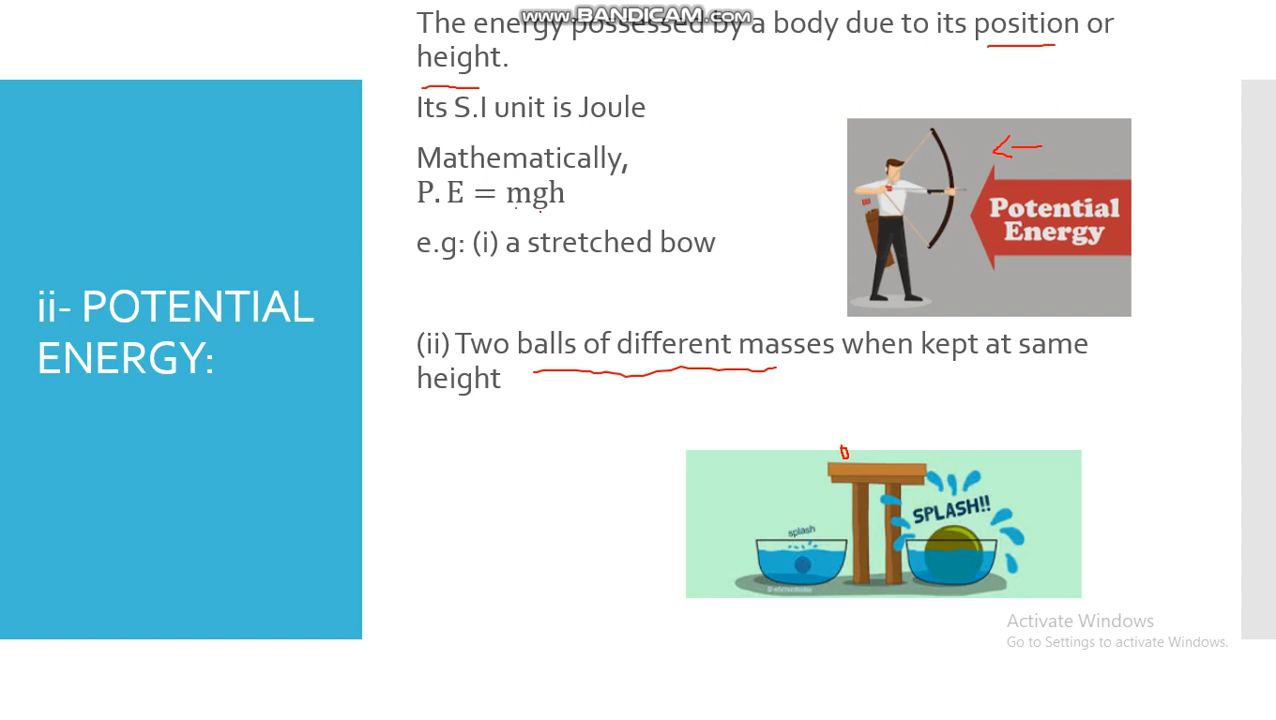 www.BANDICAM.com
The energy possessed by a body due to its position or
height.
Its S.I unit is Joule
Mathematically,
P. E = mgh
e.g: (i) a stretched bow
Potential
Energy
ii- POTENTIAL
ENERGY:
(ii) Two balls of different masses when kept at same
height
splash
SPLASH!!
Activate Windows
Go to Settings to activate Windows.